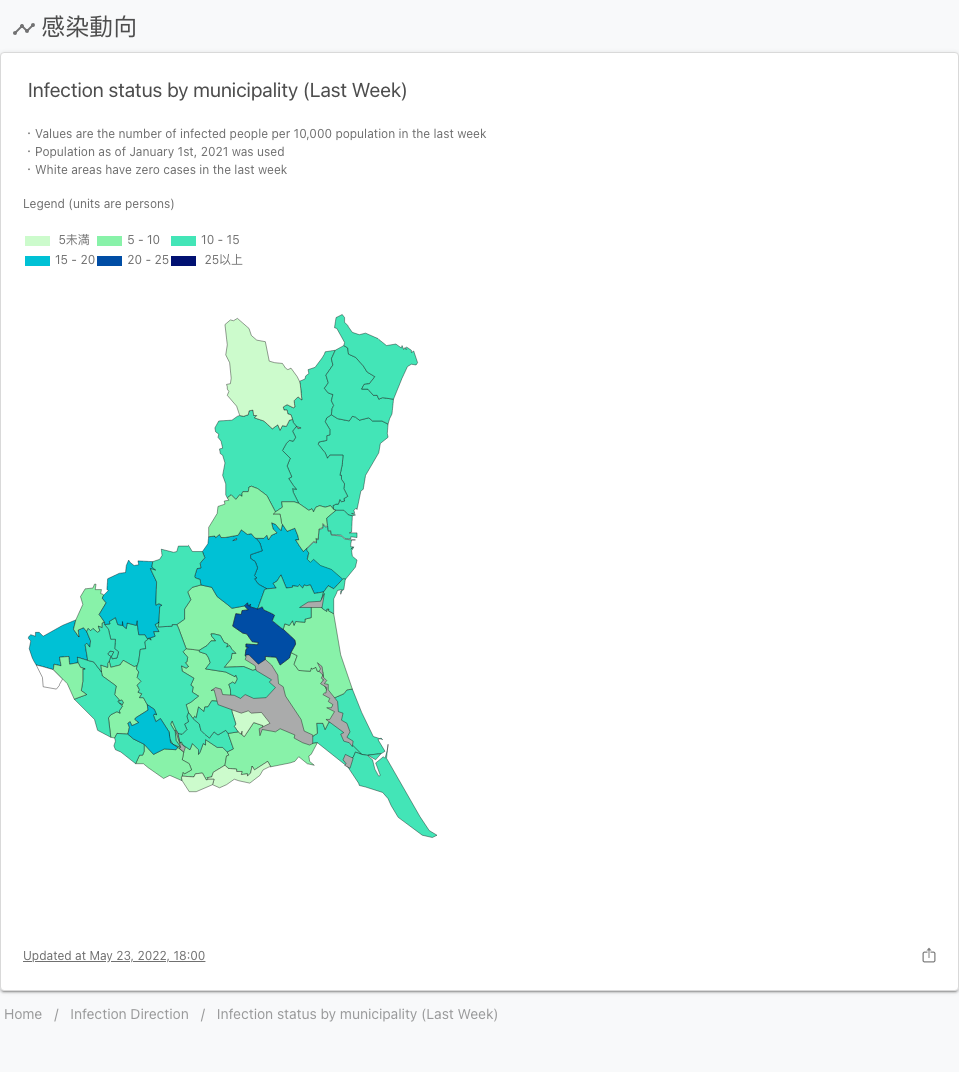 感染動向
Infection status by municipality (Last Week)
・Values are the number of infected people per 10,000 population in the last week
・Population as of January 1st, 2021 was used
・White areas have zero cases in the last week
Legend (units are persons)
5未満 5 - 10 10 - 15
15 - 20 20 - 25 25以上
Updated at May 23, 2022, 18:00
Home / Infection Direction / Infection status by municipality (Last Week)